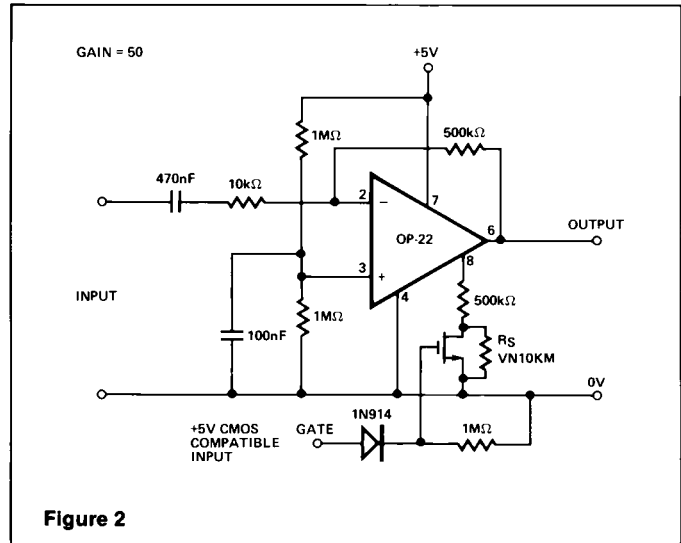 GAIN = 50
+5V
1MΩ
500kΩ
470nF
10kΩ
2
−
7
OP-22
6
OUTPUT
8
3
+
4
INPUT
100nF
1MΩ
500kΩ
RS
VN10KM
0V
+5V CMOS
COMPATIBLE
INPUT
GATE
1N914
1MΩ
Figure 2